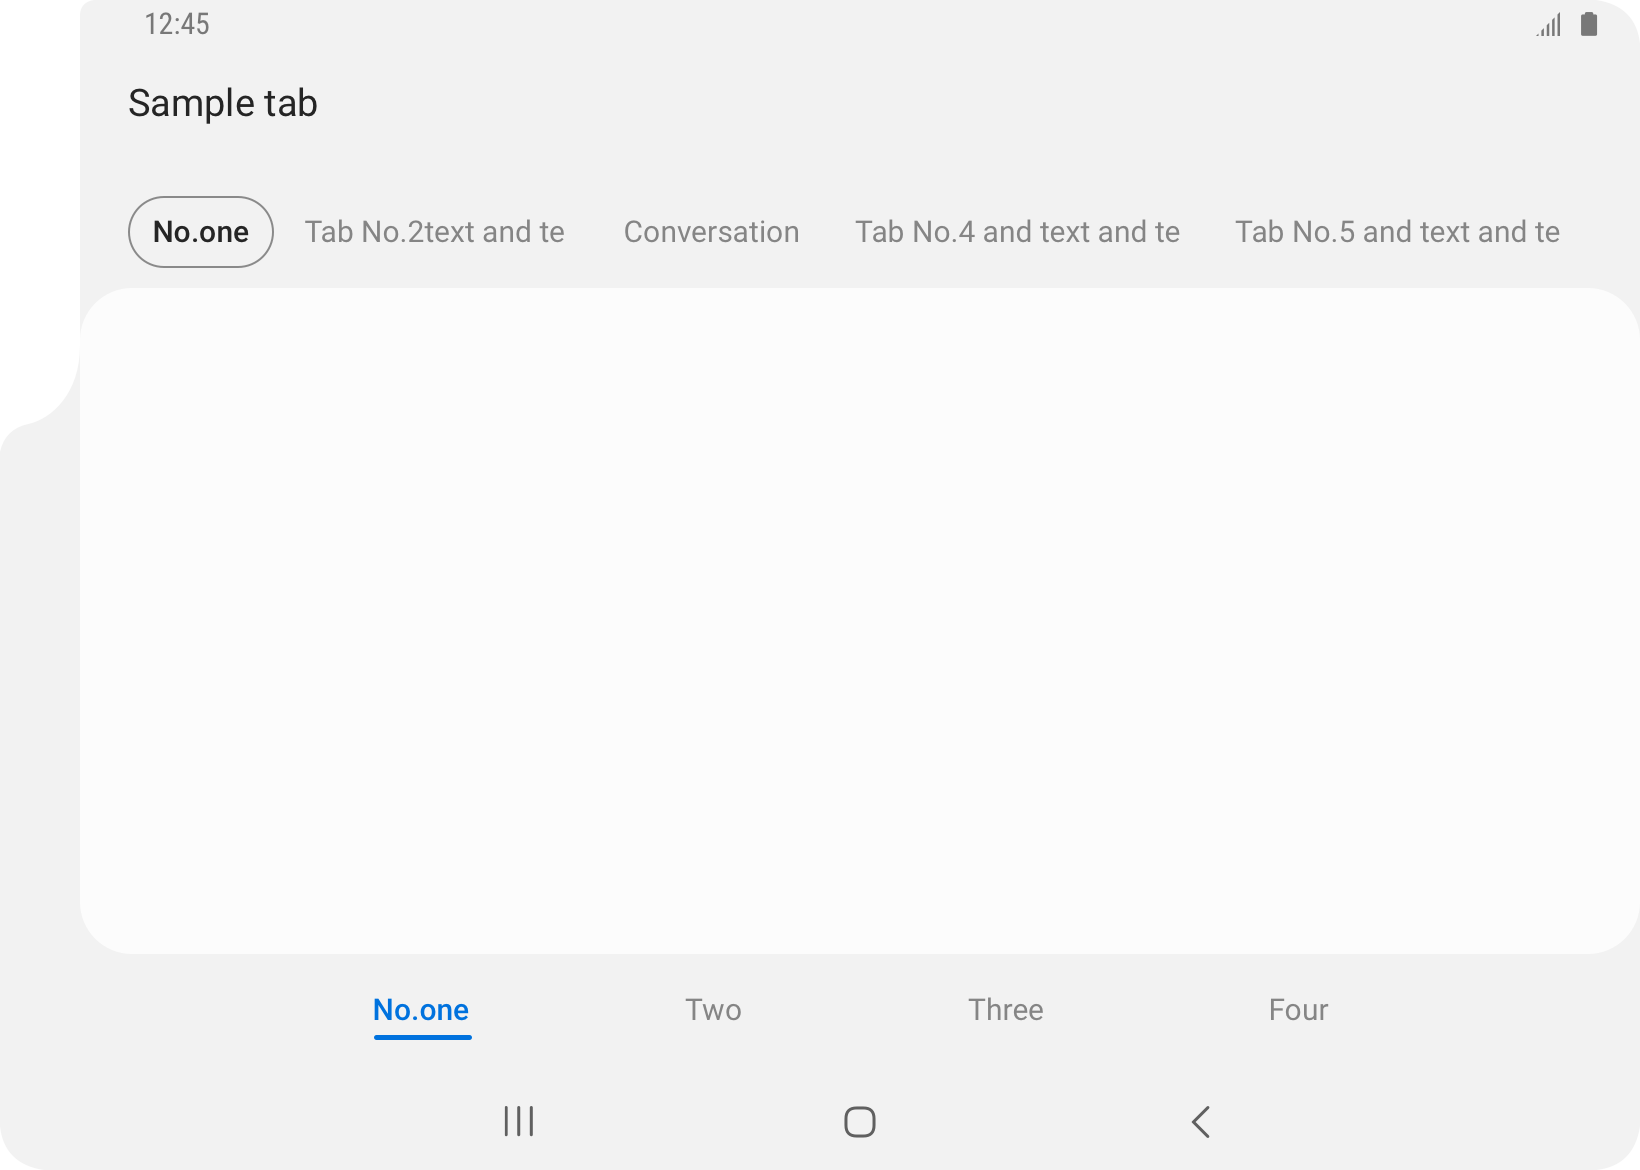 12:45
Sample tab
No.one Tab No.2text and te Conversation Tab No.4 and text and te Tab No.5 and text and te
No.one Two Three Four